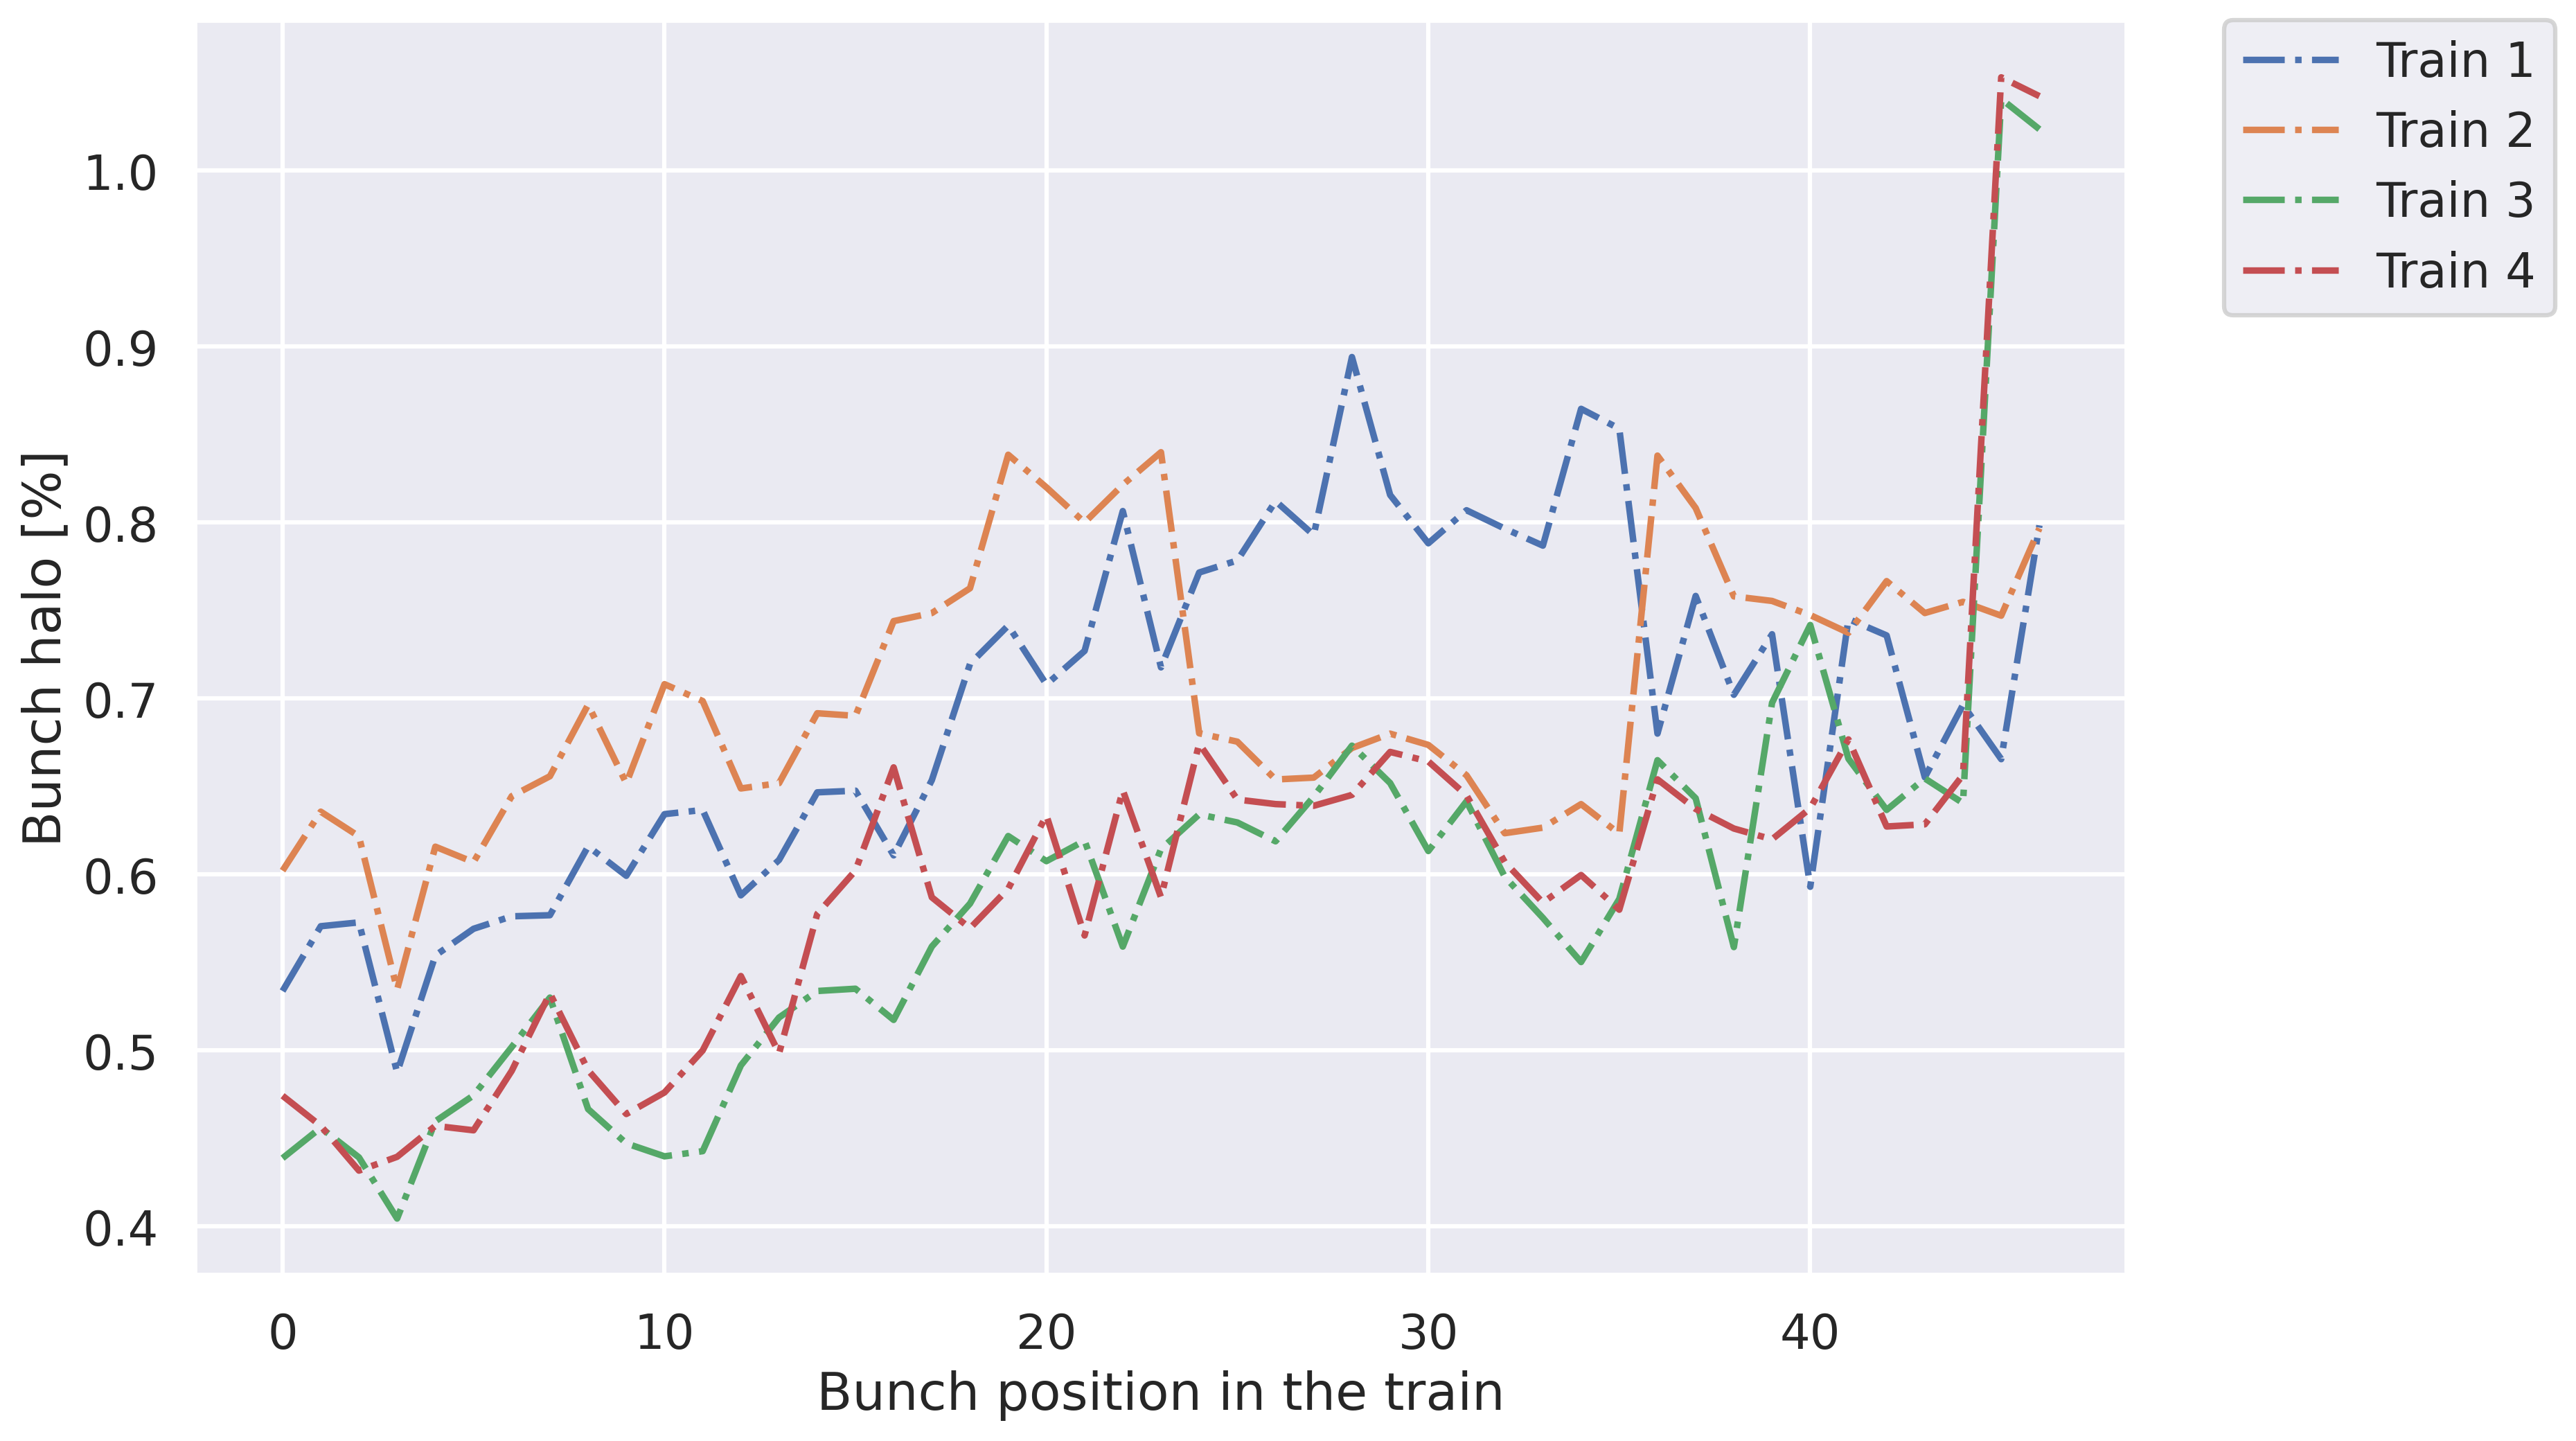 Train 1
Train 2
Train 3
Train 4
1.0
0.9
0.8
0.7
0.6
0.5
0.4
Bunch halo [%]
0 10 20 30 40
Bunch position in the train